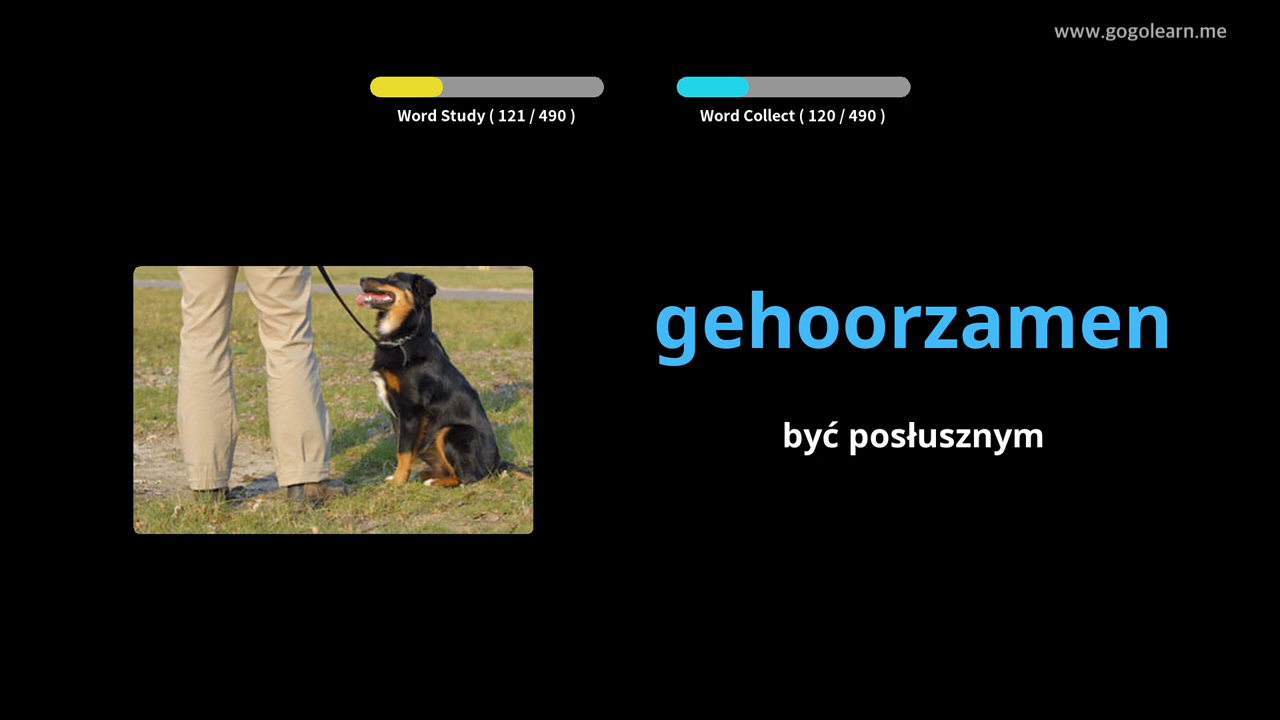 www.gogolearn.me
Word Study ( 121 / 490 )
Word Collect ( 120 / 490 )
gehoorzamen
być posłusznym